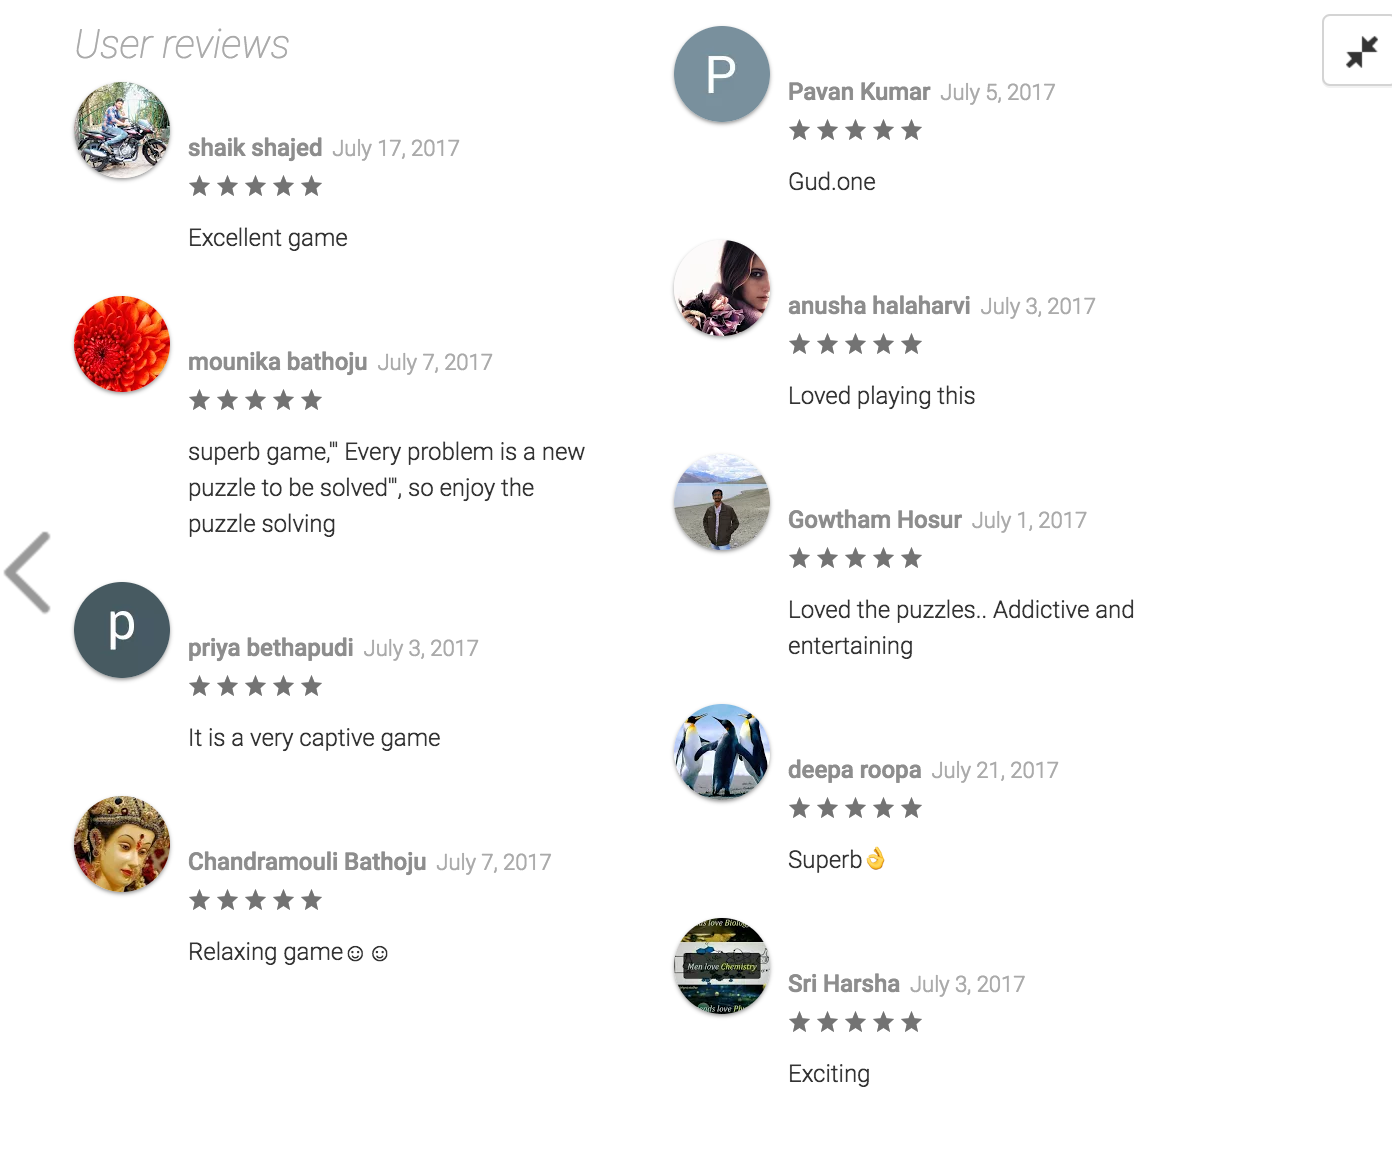 User reviews
shaik shajed July 17, 2017
★★★★★
Excellent game
mounika bathoju July 7, 2017
★★★★★
superb game,"' Every problem is a new
puzzle to be solved"', so enjoy the
puzzle solving
p
priya bethapudi July 3, 2017
★★★★★
It is a very captive game
Chandramouli Bathoju July 7, 2017
★★★★★
Relaxing game☺☺
P
Pavan Kumar July 5, 2017
★★★★★
Gud.one
anusha halaharvi July 3, 2017
★★★★★
Loved playing this
Gowtham Hosur July 1, 2017
★★★★★
Loved the puzzles.. Addictive and
entertaining
deepa roopa July 21, 2017
★★★★★
Superb👌
love Biology
Men love Chemistry
love
Sri Harsha July 3, 2017
★★★★★
Exciting